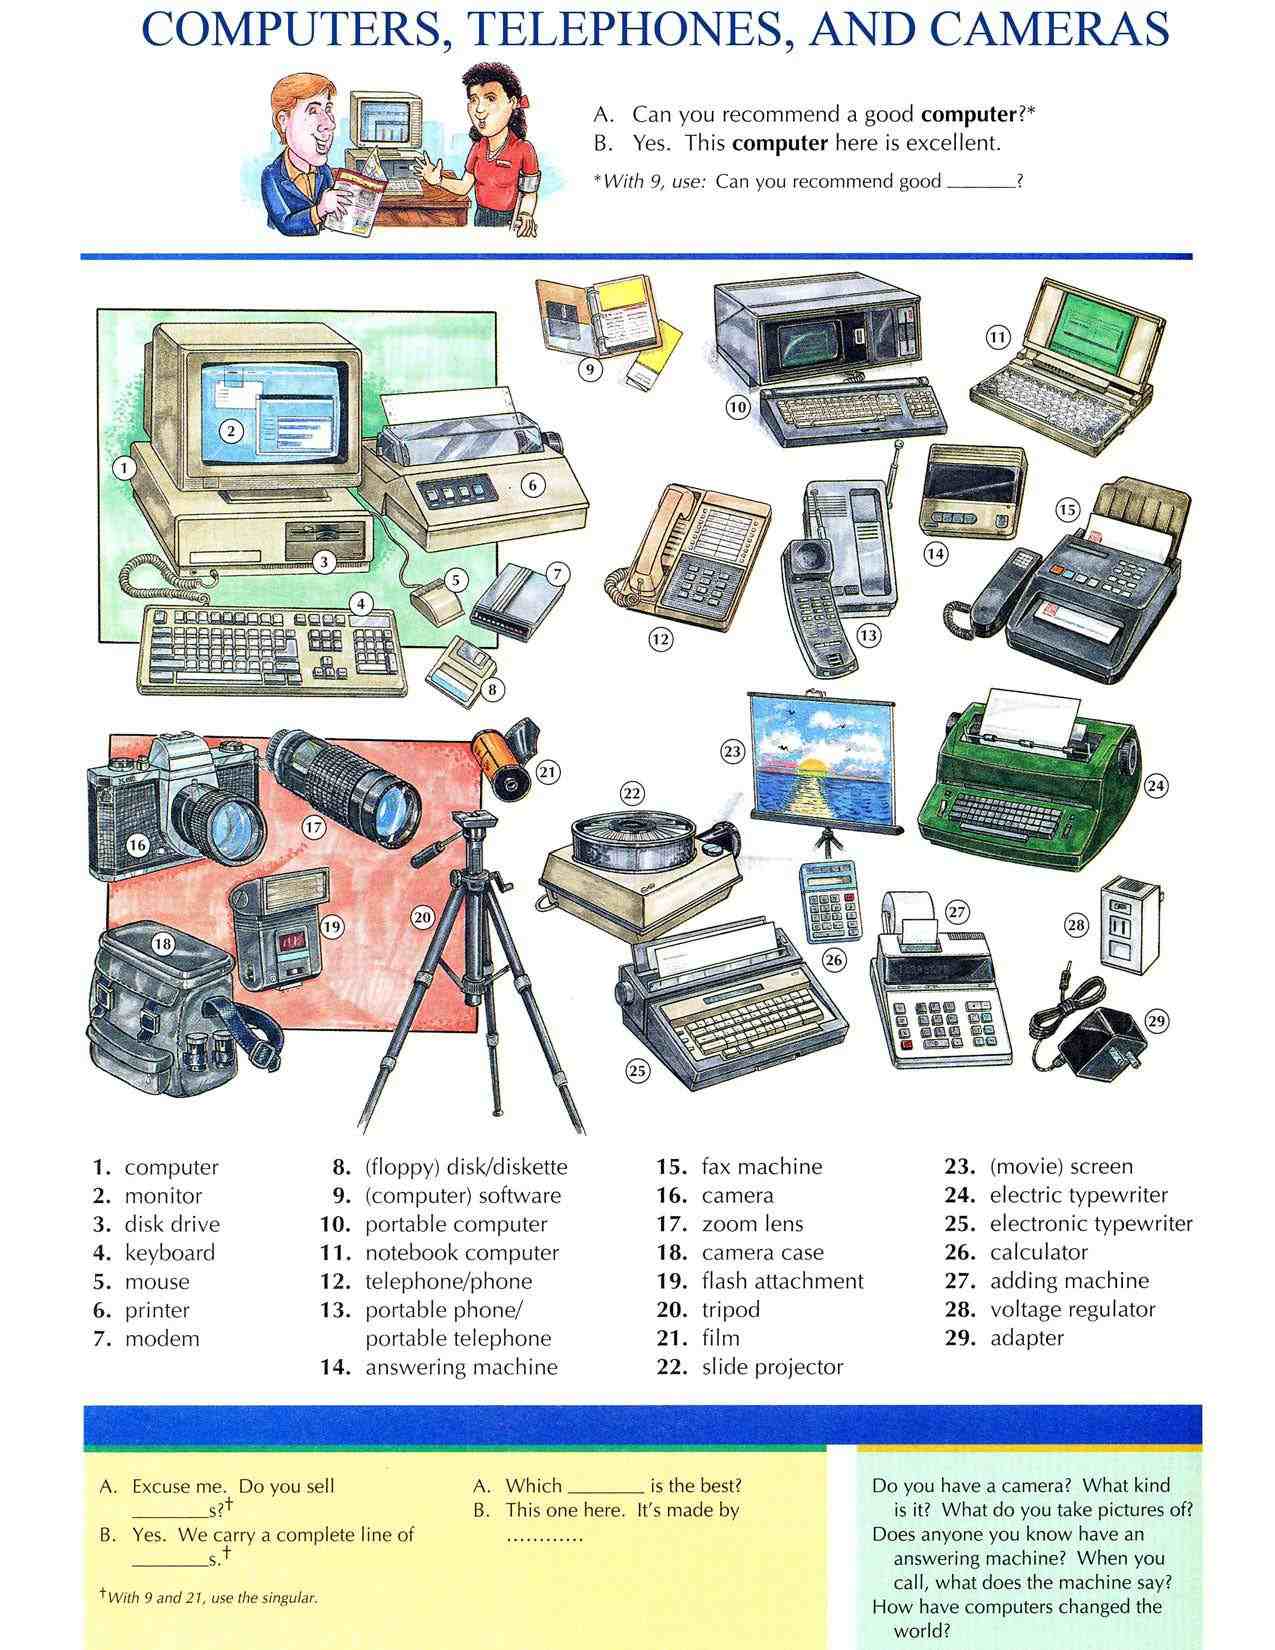 COMPUTERS, TELEPHONES, AND CAMERAS
A. Can you recommend a good computer?*
B. Yes. This computer here is excellent.
*With 9, use: Can you recommend good _______?
1
2
3
4
5
6
7
8
9
10
11
12
13
14
15
16
17
18
19
20
21
22
23
24
25
26
27
28
29
1. computer
2. monitor
3. disk drive
4. keyboard
5. mouse
6. printer
7. modem
8. (floppy) disk/diskette
9. (computer) software
10. portable computer
11. notebook computer
12. telephone/phone
13. portable phone/
portable telephone
14. answering machine
15. fax machine
16. camera
17. zoom lens
18. camera case
19. flash attachment
20. tripod
21. film
22. slide projector
23. (movie) screen
24. electric typewriter
25. electronic typewriter
26. calculator
27. adding machine
28. voltage regulator
29. adapter
A. Excuse me. Do you sell
________s?†
B. Yes. We carry a complete line of
________s.†
†With 9 and 21, use the singular.
A. Which ________ is the best?
B. This one here. It's made by
............
Do you have a camera? What kind
is it? What do you take pictures of?
Does anyone you know have an
answering machine? When you
call, what does the machine say?
How have computers changed the
world?